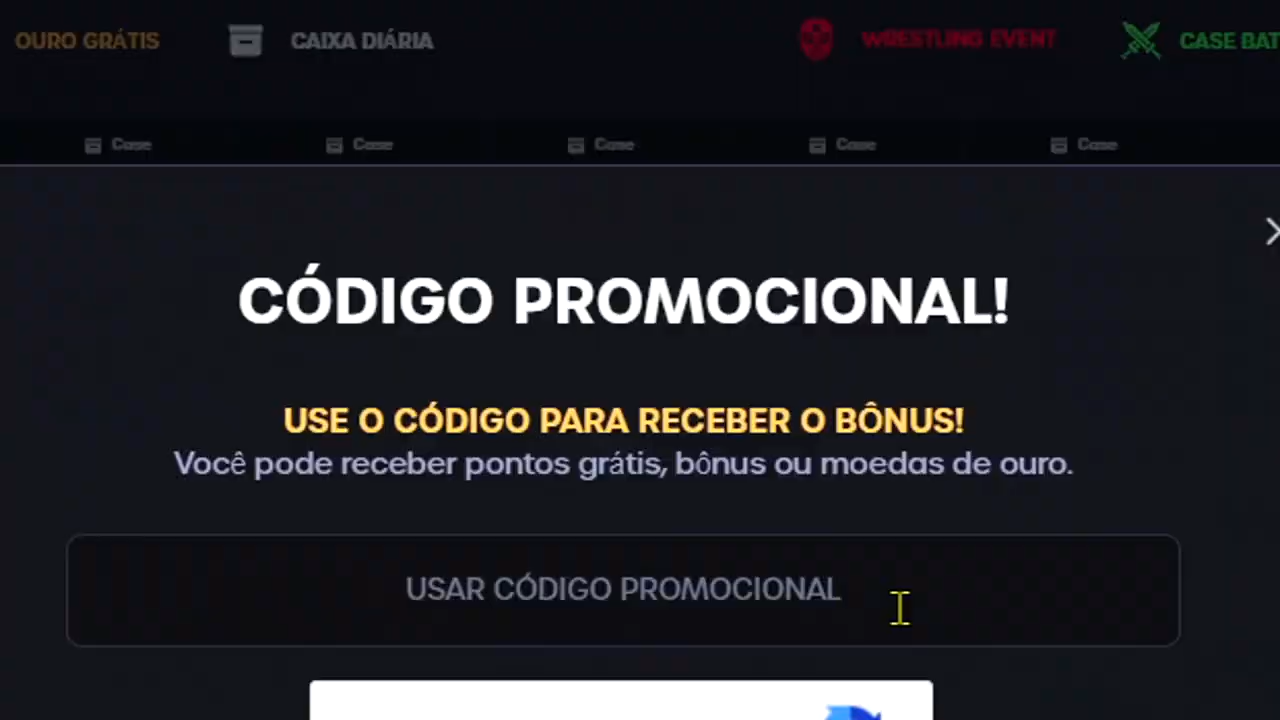 OURO GRÁTIS CAIXA DIÁRIA WRESTLING EVENT CASE BAT
Case Case Case Case Case
CÓDIGO PROMOCIONAL!
USE O CÓDIGO PARA RECEBER O BÔNUS!
Você pode receber pontos grátis, bônus ou moedas de ouro.
USAR CÓDIGO PROMOCIONAL